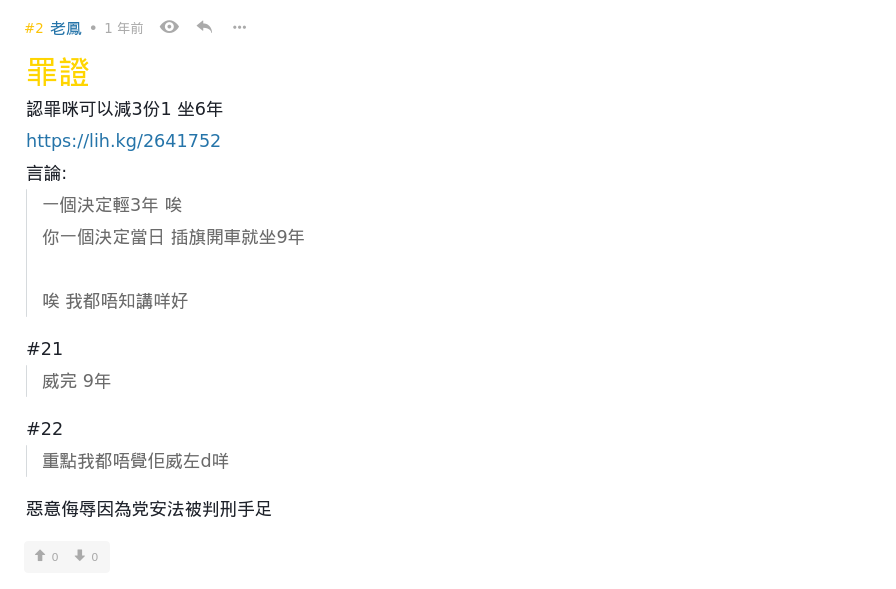 #2 老鳳 • 1 年前
罪證
認罪咪可以減3份1 坐6年
https://lih.kg/2641752
言論:
一個決定輕3年 唉
你一個決定當日 插旗開車就坐9年
唉 我都唔知講咩好
#21
威完 9年
#22
重點我都唔覺佢威左d咩
惡意侮辱因為党安法被判刑手足
0 0